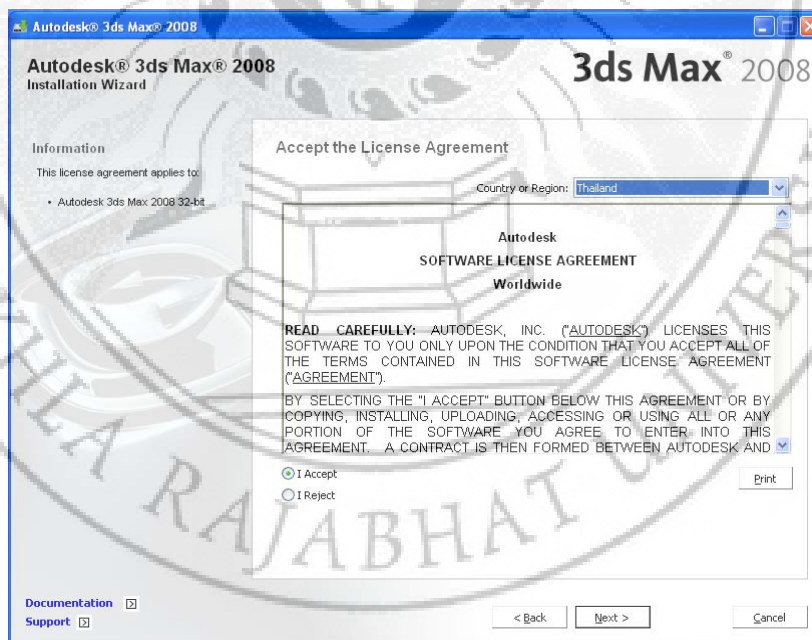 Autodesk® 3ds Max® 2008
Autodesk® 3ds Max® 2008
Installation Wizard
3ds Max® 2008
Information
This license agreement applies to:
• Autodesk 3ds Max 2008 32-bit
Accept the License Agreement
Country or Region: Thailand
Autodesk
SOFTWARE LICENSE AGREEMENT
Worldwide
READ CAREFULLY: AUTODESK, INC. ("AUTODESK") LICENSES THIS
SOFTWARE TO YOU ONLY UPON THE CONDITION THAT YOU ACCEPT ALL OF
THE TERMS CONTAINED IN THIS SOFTWARE LICENSE AGREEMENT
("AGREEMENT").
BY SELECTING THE "I ACCEPT" BUTTON BELOW THIS AGREEMENT OR BY
COPYING, INSTALLING, UPLOADING, ACCESSING OR USING ALL OR ANY
PORTION OF THE SOFTWARE YOU AGREE TO ENTER INTO THIS
AGREEMENT. A CONTRACT IS THEN FORMED BETWEEN AUTODESK AND
I Accept
I Reject
Print
RAJABHAT
Documentation
Support
< Back
Next >
Cancel